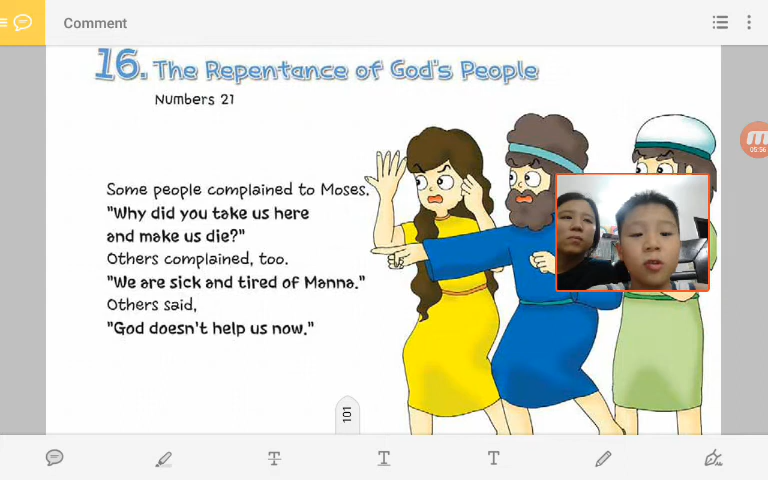 Comment
16. The Repentance of God's People
Numbers 21
Some people complained to Moses.
"Why did you take us here
and make us die?"
Others complained, too.
"We are sick and tired of Manna."
Others said,
"God doesn't help us now."
101
05:56
T
T
T